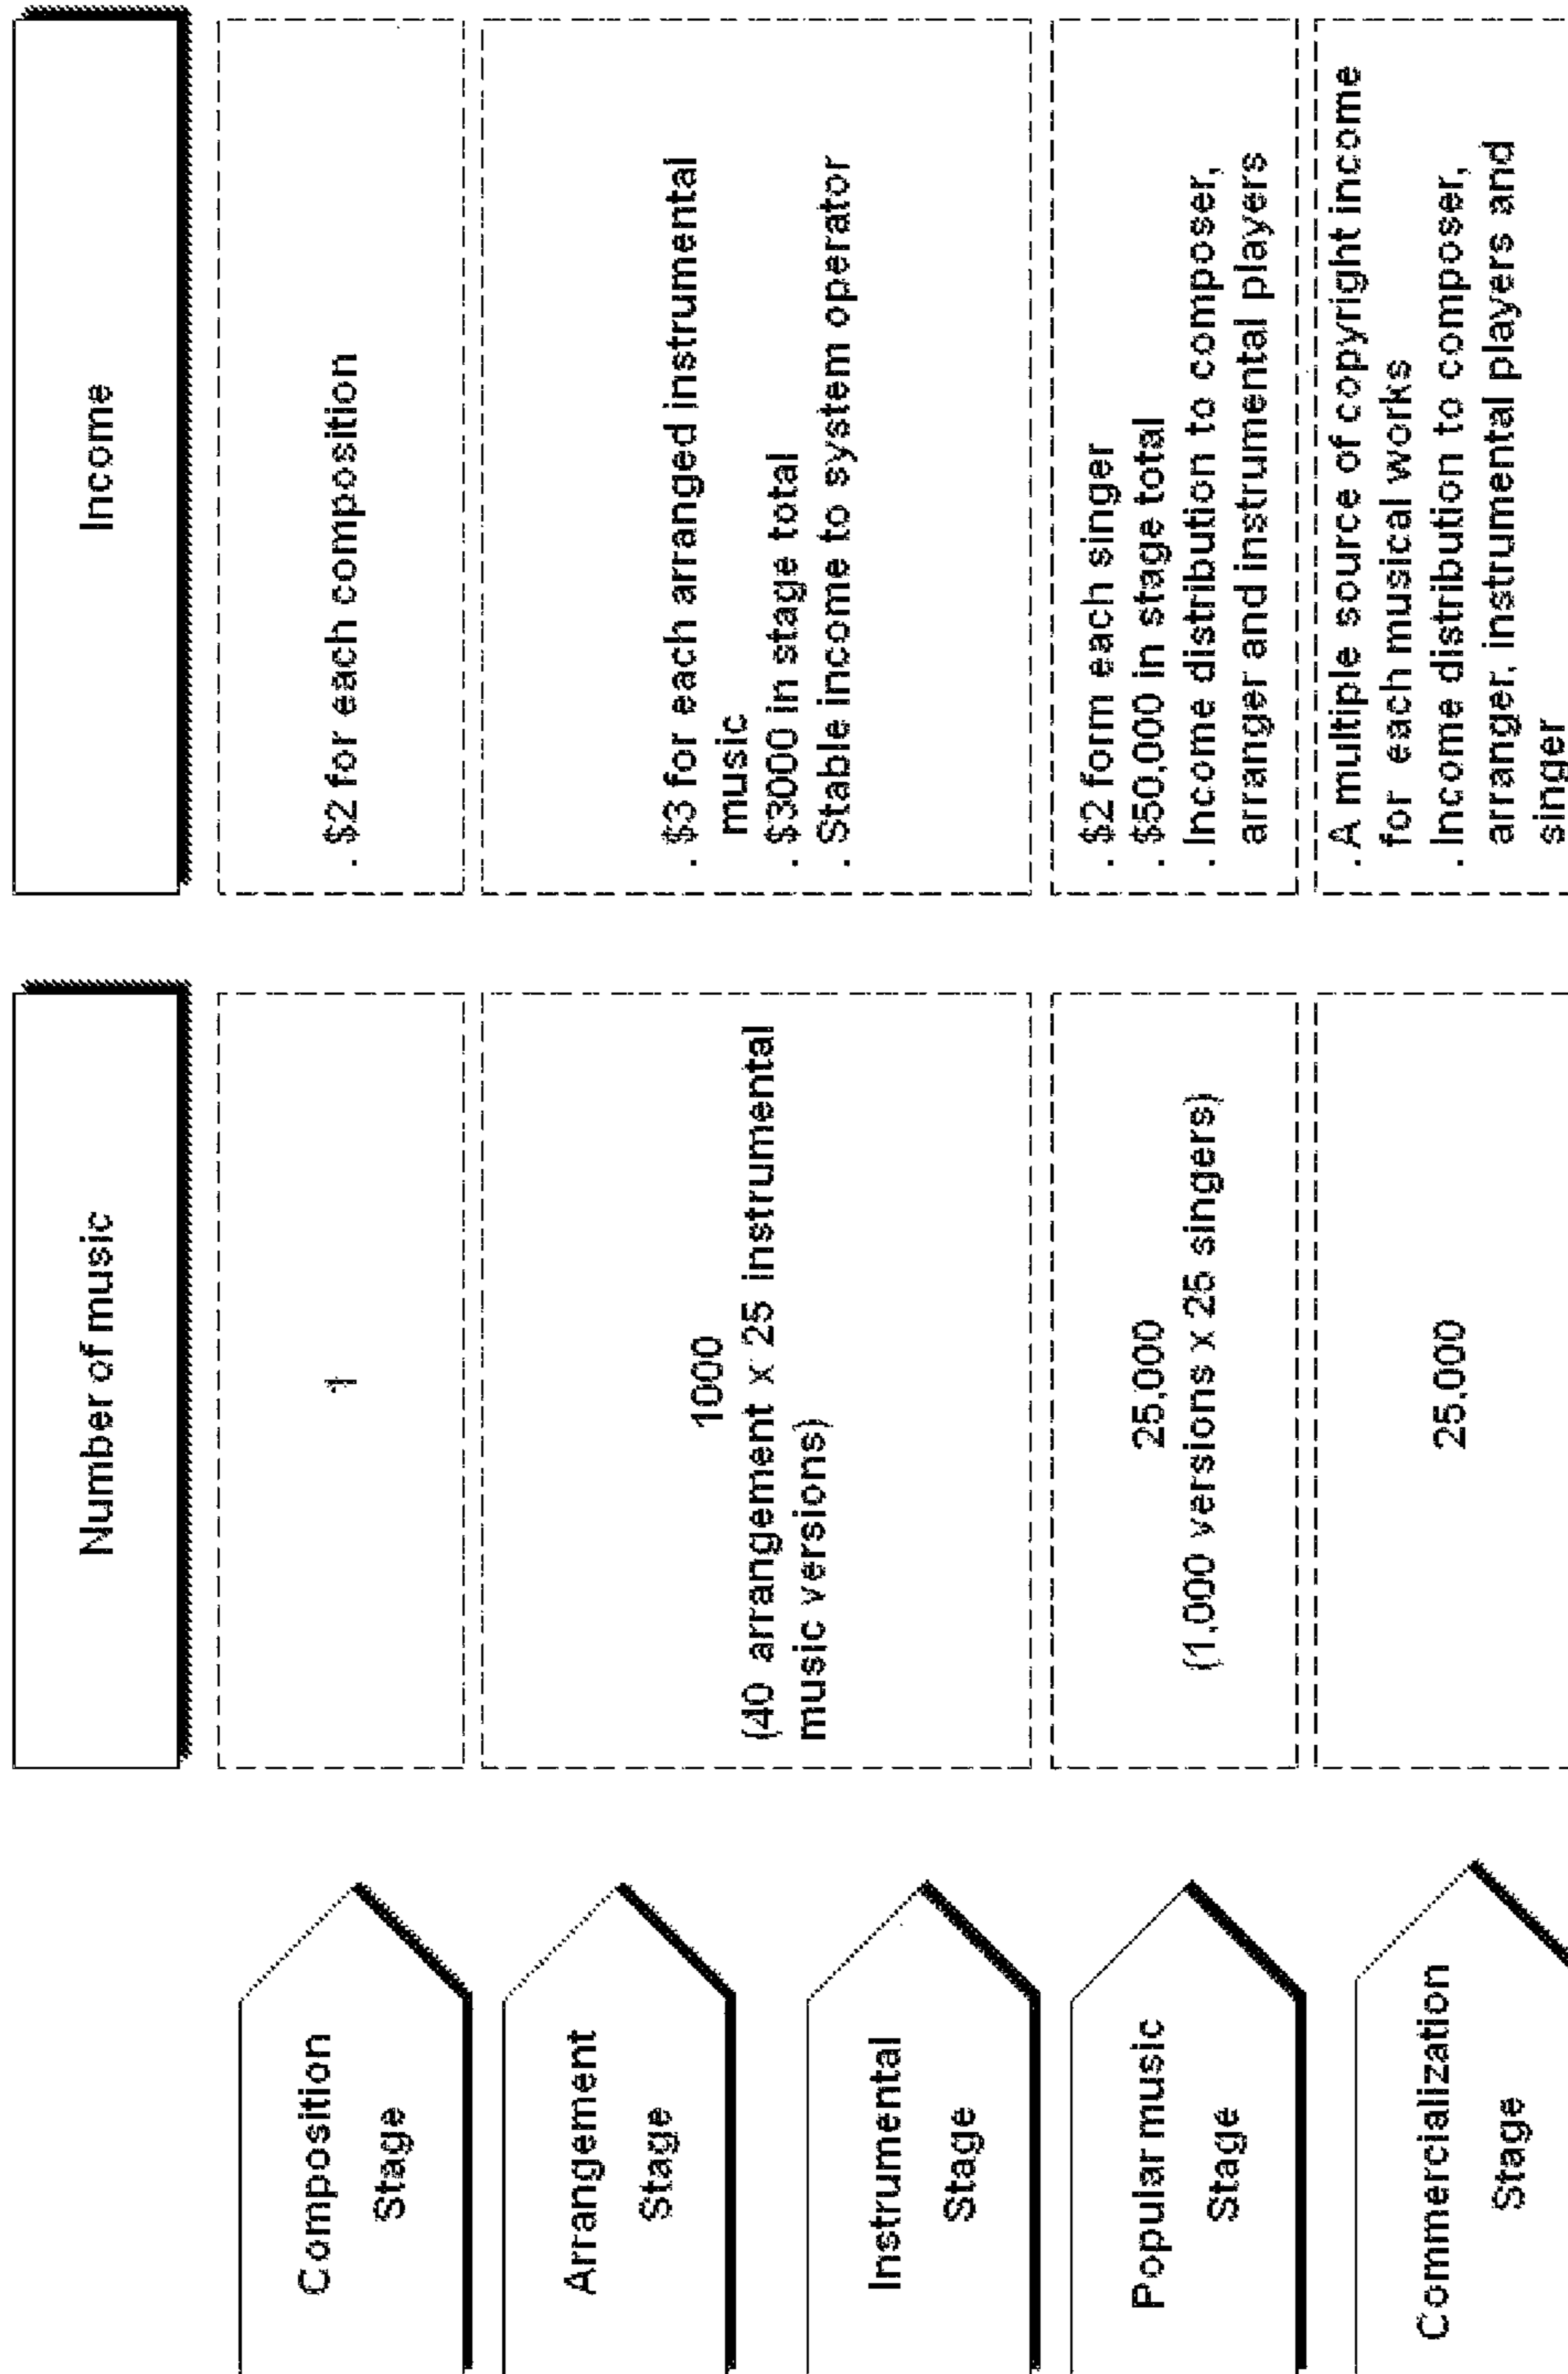 Number of music
Income
Composition
Stage
1
. $2 for each composition
Arrangement
Stage
Instrumental
Stage
1000
(40 arrangement x 25 instrumental
music versions)
. $3 for each arranged instrumental
music
. $3000 in stage total
. Stable income to system operator
Popular music
Stage
25,000
(1,000 versions x 25 singers)
. $2 form each singer
. $50,000 in stage total
. Income distribution to composer,
arranger and instrumental players
Commercialization
Stage
25,000
. A multiple source of copyright income
for each musical works
. Income distribution to composer,
arranger, instrumental players and
singer